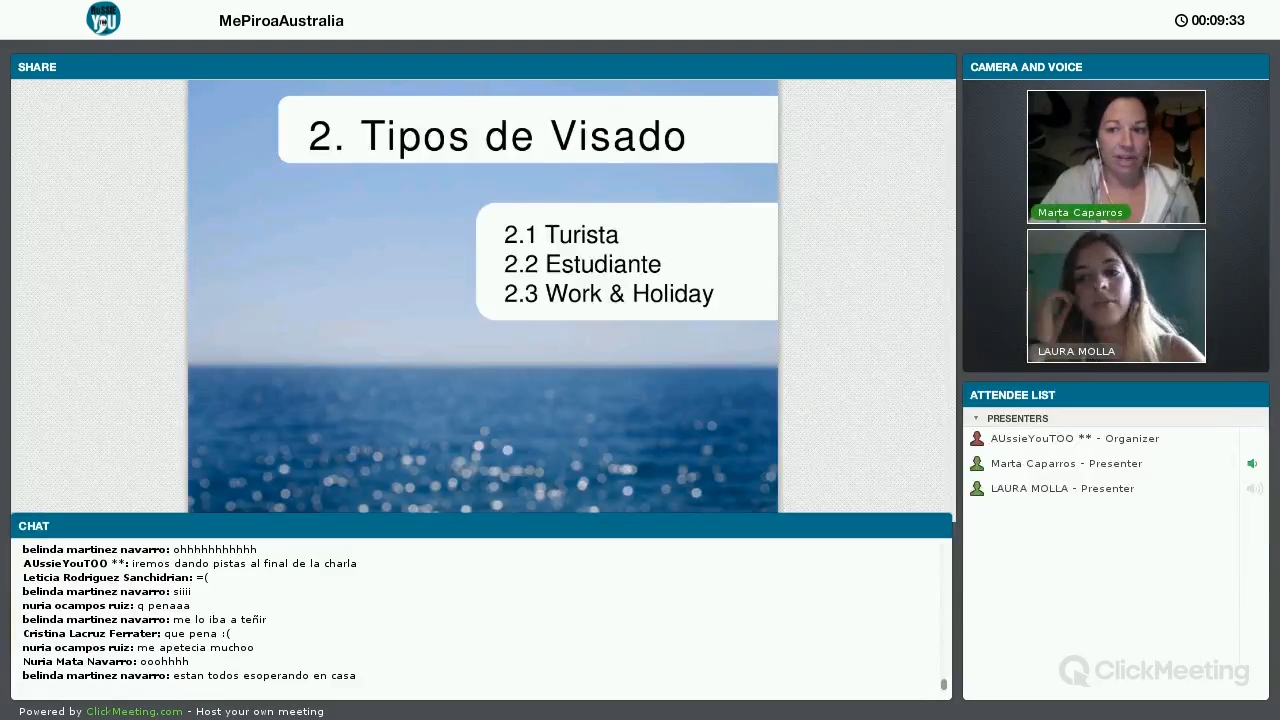 AUSSIE
YOU
TOO
MePiroaAustralia
00:09:33
SHARE
2. Tipos de Visado
2.1 Turista
2.2 Estudiante
2.3 Work & Holiday
CAMERA AND VOICE
Marta Caparros
LAURA MOLLA
ATTENDEE LIST
PRESENTERS
AUssieYouTOO ** - Organizer
Marta Caparros - Presenter
LAURA MOLLA - Presenter
CHAT
belinda martinez navarro: ohhhhhhhhhhh
AUssieYouTOO **: iremos dando pistas al final de la charla
Leticia Rodriguez Sanchidrian: =(
belinda martinez navarro: siiii
nuria ocampos ruiz: q penaaa
belinda martinez navarro: me lo iba a teñir
Cristina Lacruz Ferrater: que pena :(
nuria ocampos ruiz: me apetecia muchoo
Nuria Mata Navarro: ooohhhh
belinda martinez navarro: estan todos esoperando en casa
ClickMeeting
Powered by ClickMeeting.com - Host your own meeting